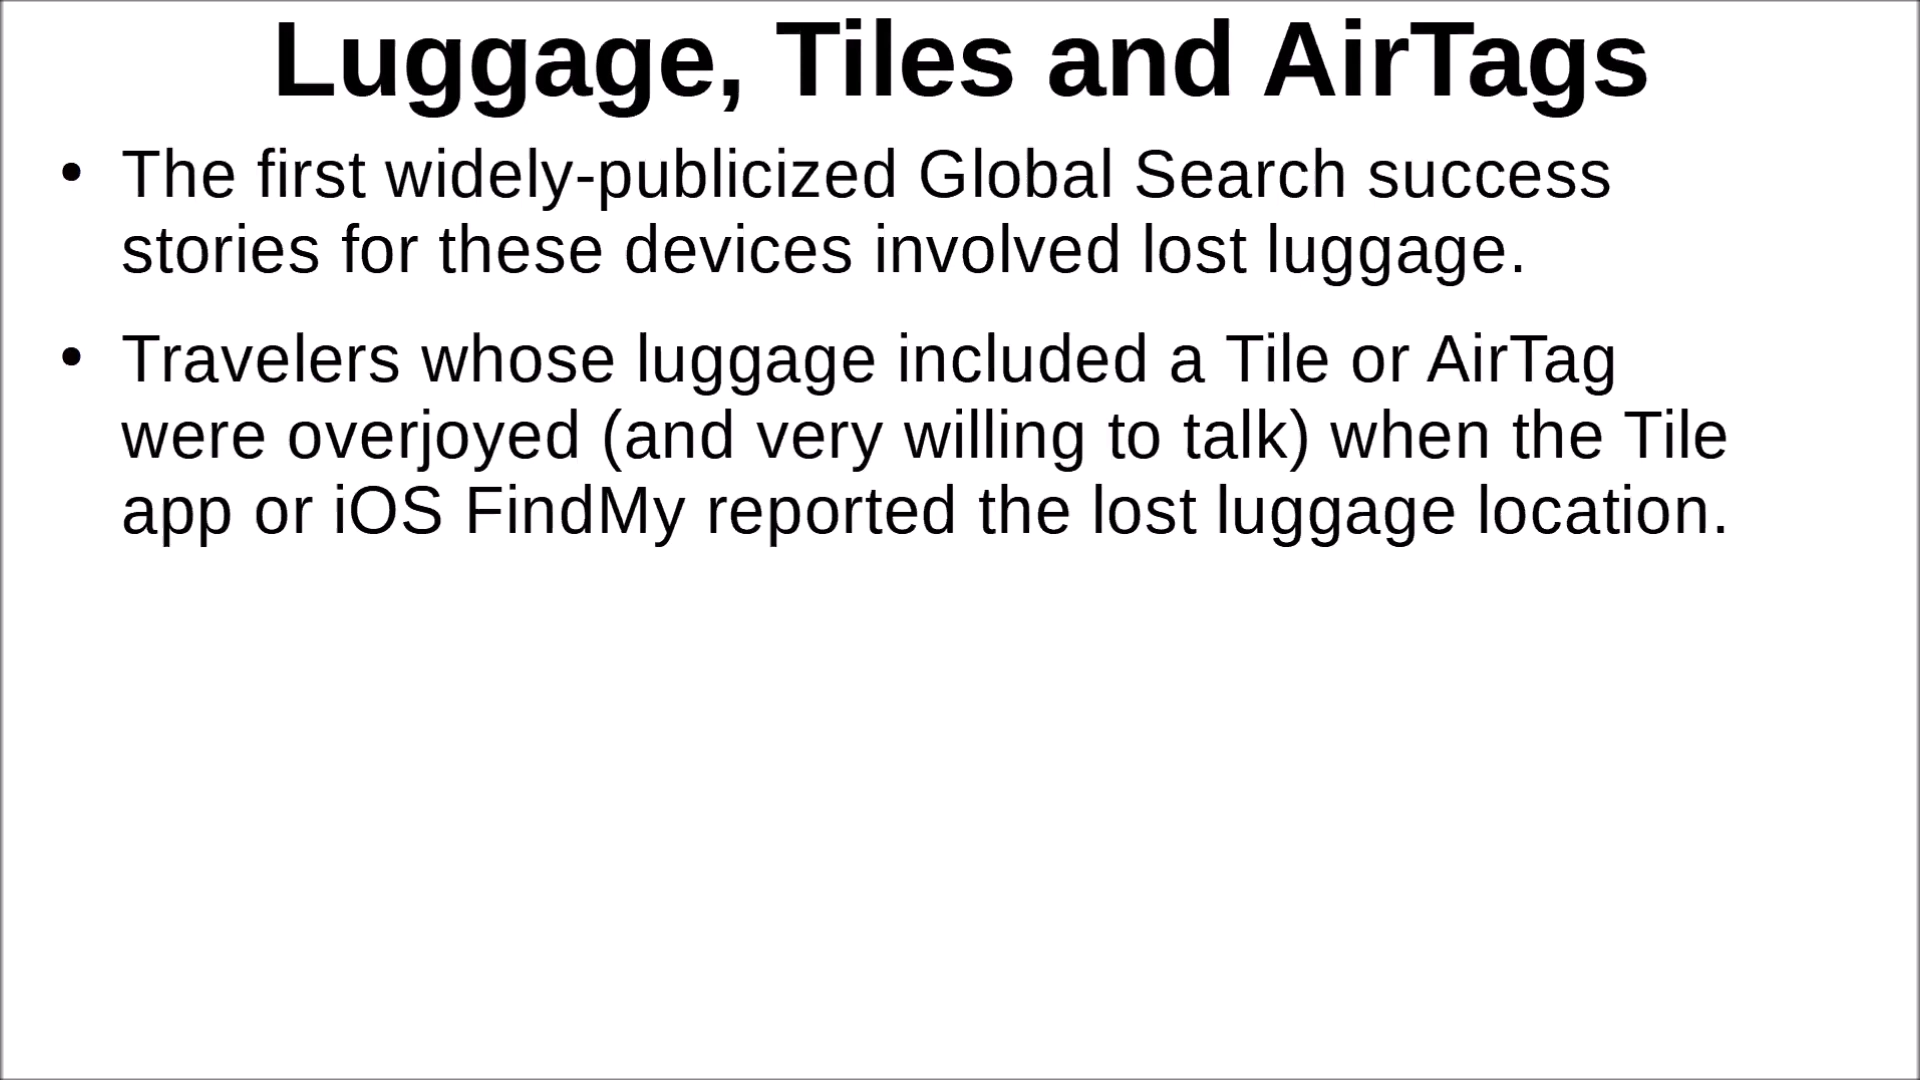 Luggage, Tiles and AirTags
• The first widely-publicized Global Search success
stories for these devices involved lost luggage.
• Travelers whose luggage included a Tile or AirTag
were overjoyed (and very willing to talk) when the Tile
app or iOS FindMy reported the lost luggage location.